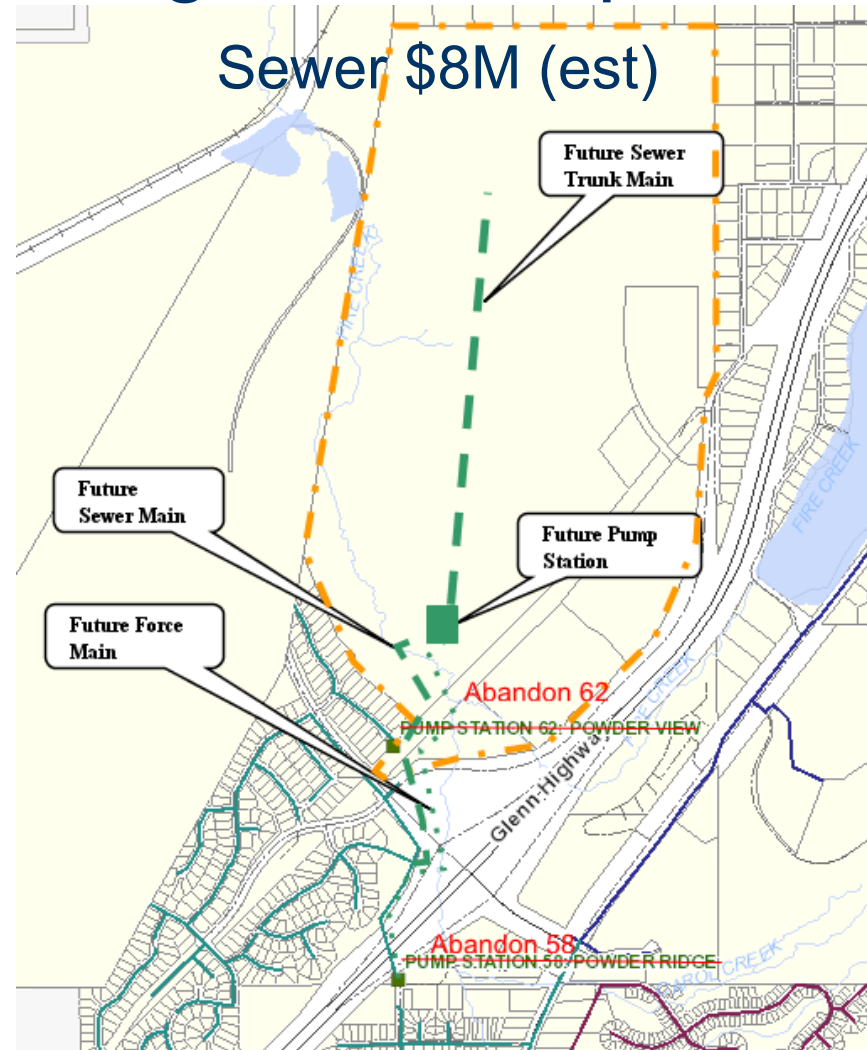 Sewer $8M (est)
Future Sewer
Trunk Main
FIRE CREEK
FIRE CREEK
Future
Sewer Main
Future Pump
Station
Future Force
Main
FIRE CREEK
Abandon 62
PUMP STATION 62: POWDER VIEW
Glenn Highway
Abandon 58
PUMP STATION 58: POWDER RIDGE
CAROL CREEK